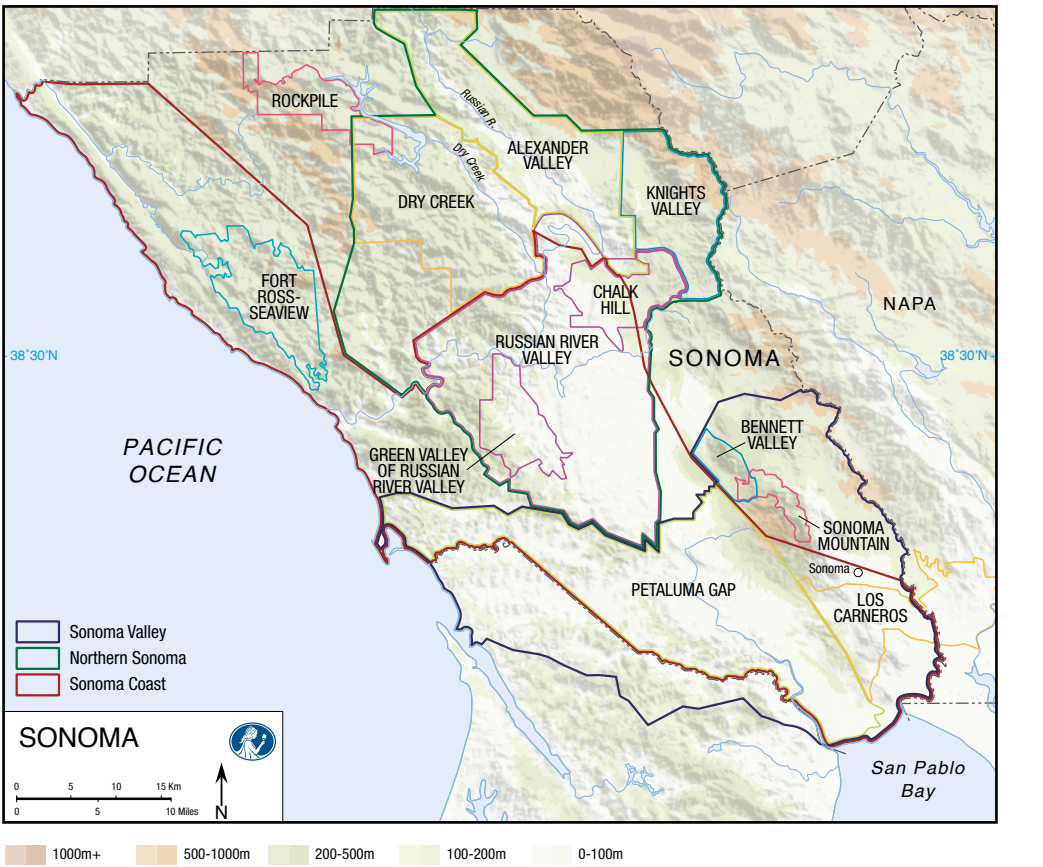 ROCKPILE
Russian R.
Dry Creek
ALEXANDER
VALLEY
DRY CREEK
KNIGHTS
VALLEY
FORT
ROSS-
SEAVIEW
CHALK
HILL
NAPA
RUSSIAN RIVER
VALLEY
SONOMA
38°30'N
38°30'N
PACIFIC
OCEAN
BENNETT
VALLEY
GREEN VALLEY
OF RUSSIAN
RIVER VALLEY
SONOMA
MOUNTAIN
Sonoma
PETALUMA GAP
LOS
CARNEROS
Sonoma Valley
Northern Sonoma
Sonoma Coast
SONOMA
0 5 10 15 Km
0 5 10 Miles
N
San Pablo
Bay
1000m+ 500-1000m 200-500m 100-200m 0-100m